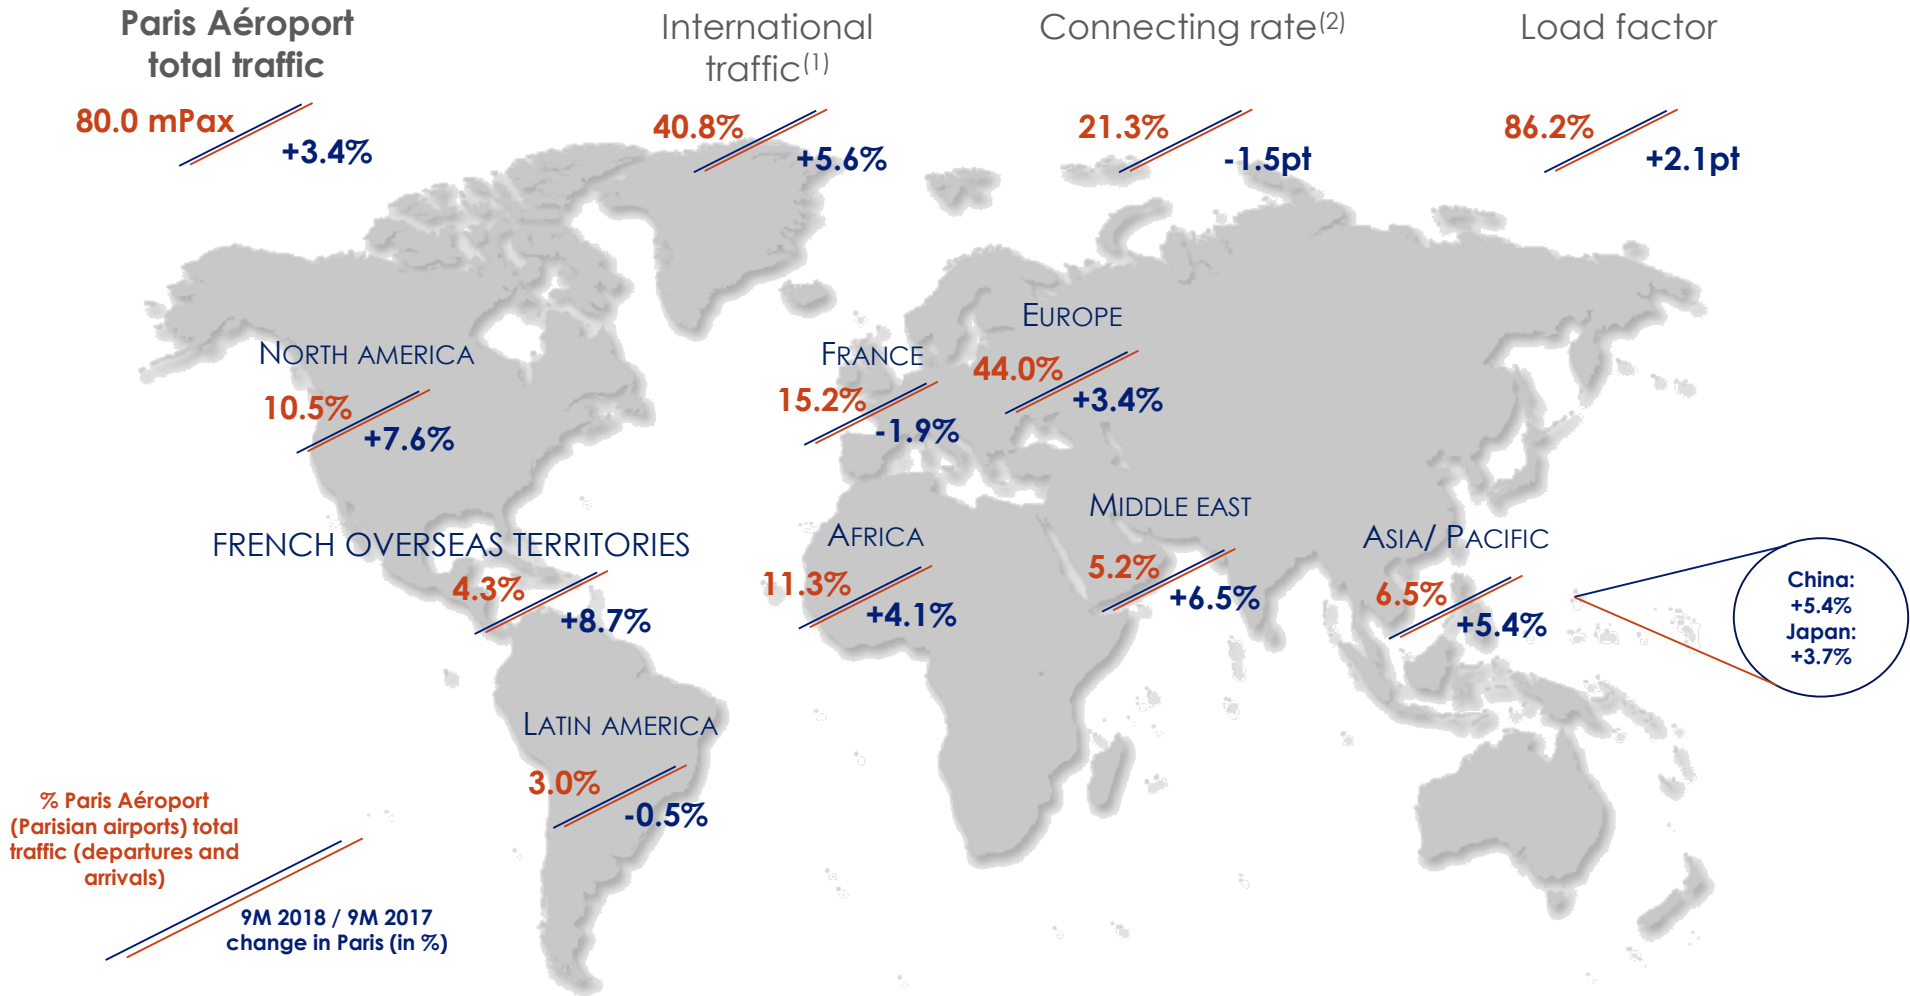 Paris Aéroport
total traffic
80.0 mPax
+3.4%
International
traffic(1)
40.8%
+5.6%
Connecting rate(2)
21.3%
-1.5pt
Load factor
86.2%
+2.1pt
NORTH AMERICA
10.5%
+7.6%
FRANCE
15.2%
-1.9%
EUROPE
44.0%
+3.4%
FRENCH OVERSEAS TERRITORIES
4.3%
+8.7%
AFRICA
11.3%
+4.1%
MIDDLE EAST
5.2%
+6.5%
ASIA/ PACIFIC
6.5%
+5.4%
China:
+5.4%
Japan:
+3.7%
LATIN AMERICA
3.0%
-0.5%
% Paris Aéroport
(Parisian airports) total
traffic (departures and
arrivals)
9M 2018 / 9M 2017
change in Paris (in %)